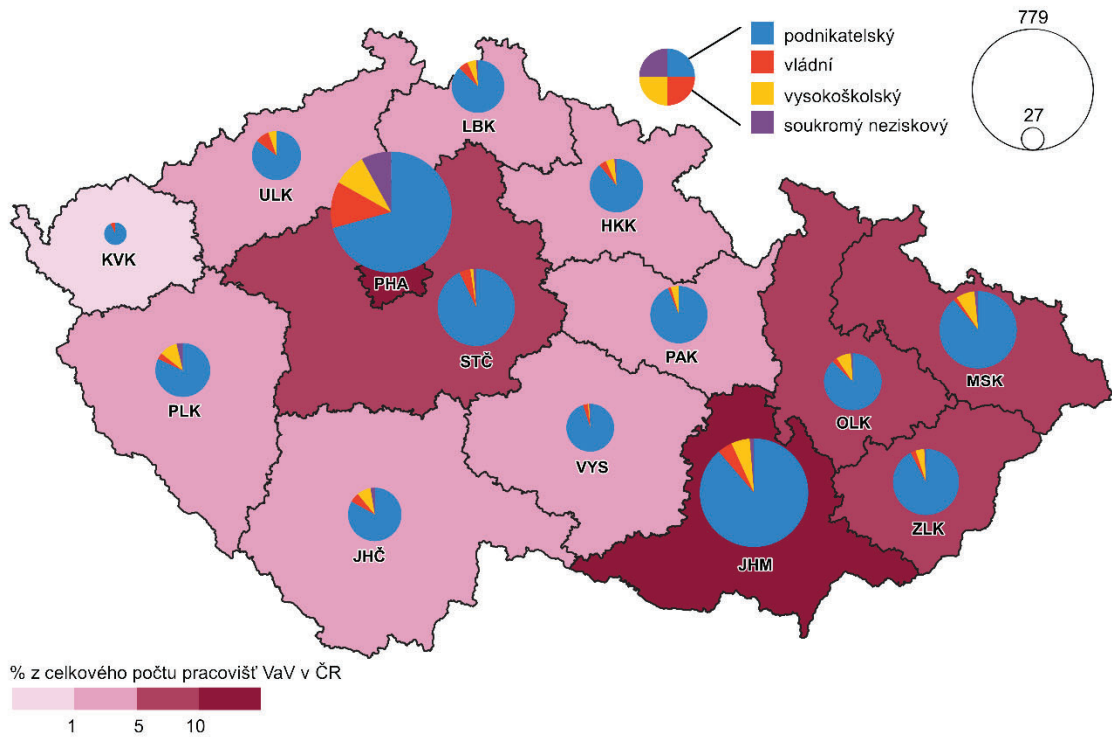 779
27
podnikatelský
vládní
vysokoškolský
soukromý neziskový
LBK
ULK
HKK
KVK
PHA
STČ
PAK
MSK
PLK
OLK
VYS
ZLK
JHČ
JHM
% z celkového počtu pracovišť VaV v ČR
1 5 10